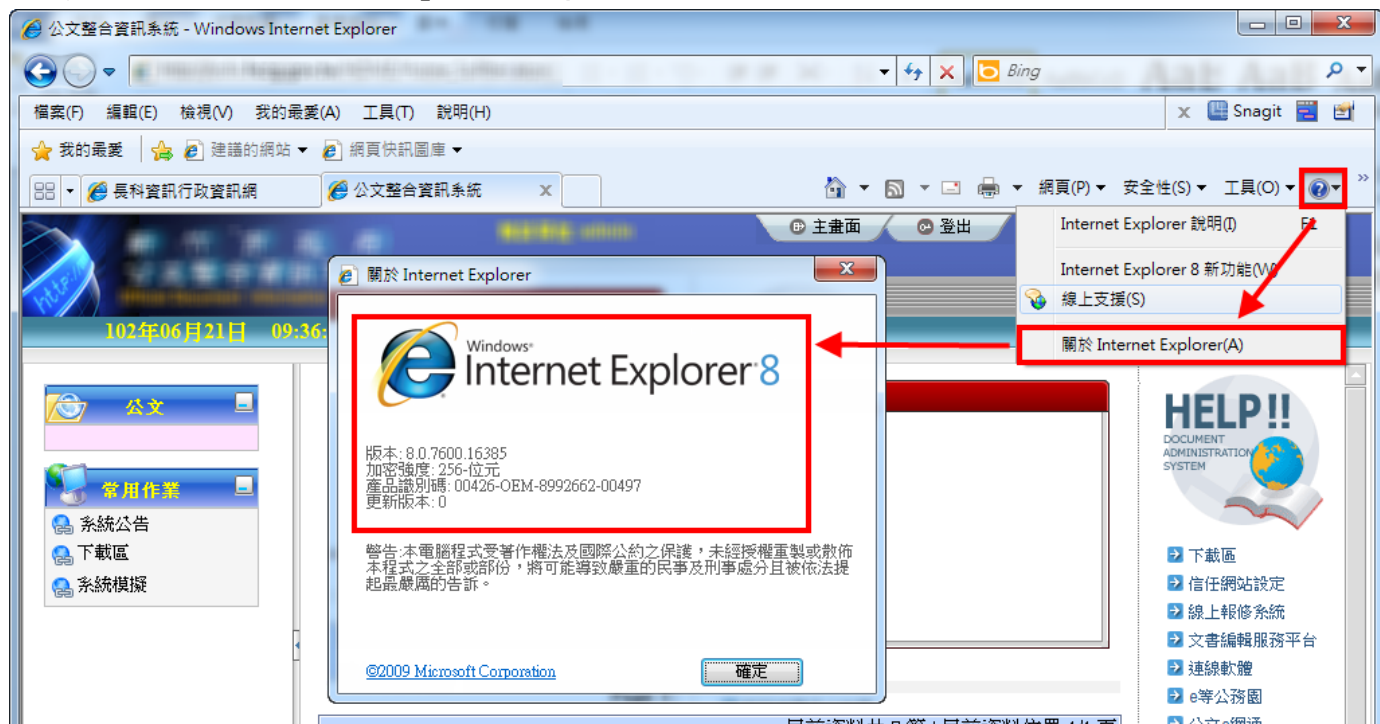 公文整合資訊系統 - Windows Internet Explorer
Bing
檔案(F) 編輯(E) 檢視(V) 我的最愛(A) 工具(T) 說明(H)
x Snagit
我的最愛 建議的網站 網頁快訊圖庫
長科資訊行政資訊網 公文整合資訊系統 x
網頁(P) 安全性(S) 工具(O)
主畫面 登出
Internet Explorer 說明(I) F1
Internet Explorer 8 新功能(W)
線上支援(S)
關於 Internet Explorer(A)
http://
102年06月21日 09:36:
關於 Internet Explorer
Windows
Internet Explorer 8
版本: 8.0.7600.16385
加密強度: 256-位元
產品識別碼: 00426-OEM-8992662-00497
更新版本: 0
警告:本電腦程式受著作權法及國際公約之保護，未經授權重製或散佈
本程式之全部或部份，將可能導致嚴重的民事及刑事處分且被依法提
起最嚴厲的告訴。
©2009 Microsoft Corporation
確定
公文
常用作業
系統公告
下載區
系統模擬
HELP!!
DOCUMENT
ADMINISTRATION
SYSTEM
下載區
信任網站設定
線上報修系統
文書編輯服務平台
連線軟體
e等公務園